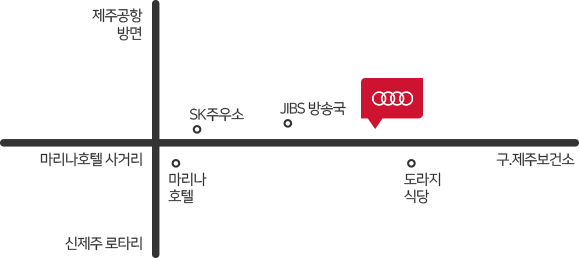 제주공항
방면
SK주유소
JIBS 방송국
마리나호텔 사거리
구.제주보건소
마리나
호텔
도라지
식당
신제주 로타리